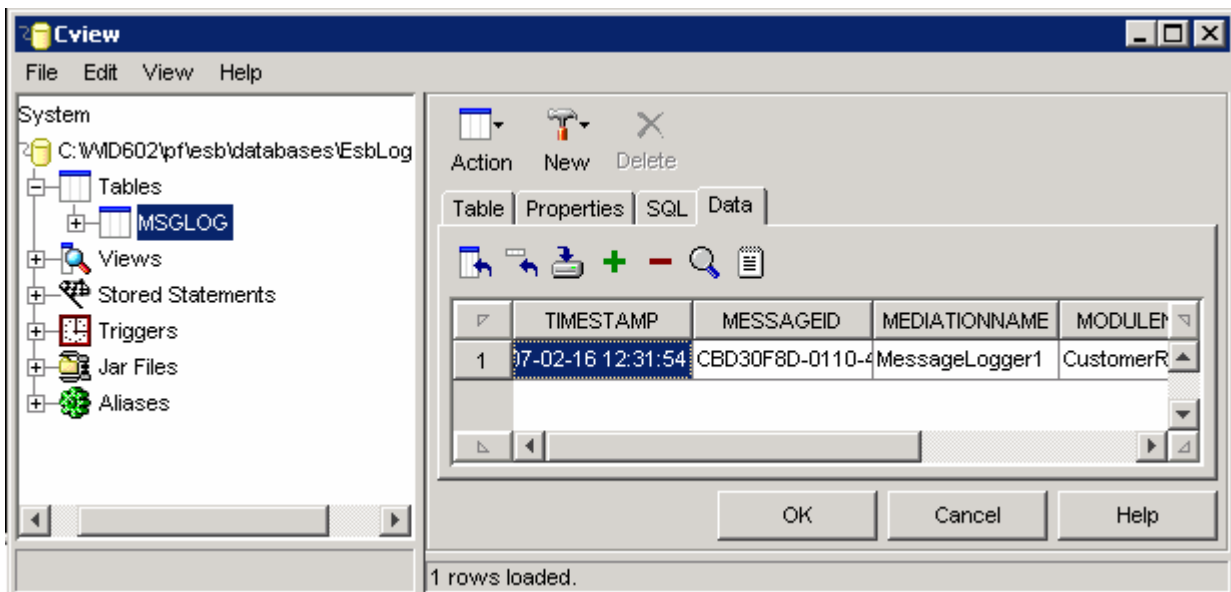 Cview
File Edit View Help
System
C:\WID602\pf\esb\databases\EsbLog
Tables
MSGLOG
Views
Stored Statements
Triggers
Jar Files
Aliases
Action New Delete
Table Properties SQL Data
TIMESTAMP MESSAGEID MEDIATIONNAME MODULEN
1 07-02-16 12:31:54 CBD30F8D-0110-4 MessageLogger1 CustomerR
OK Cancel Help
1 rows loaded.